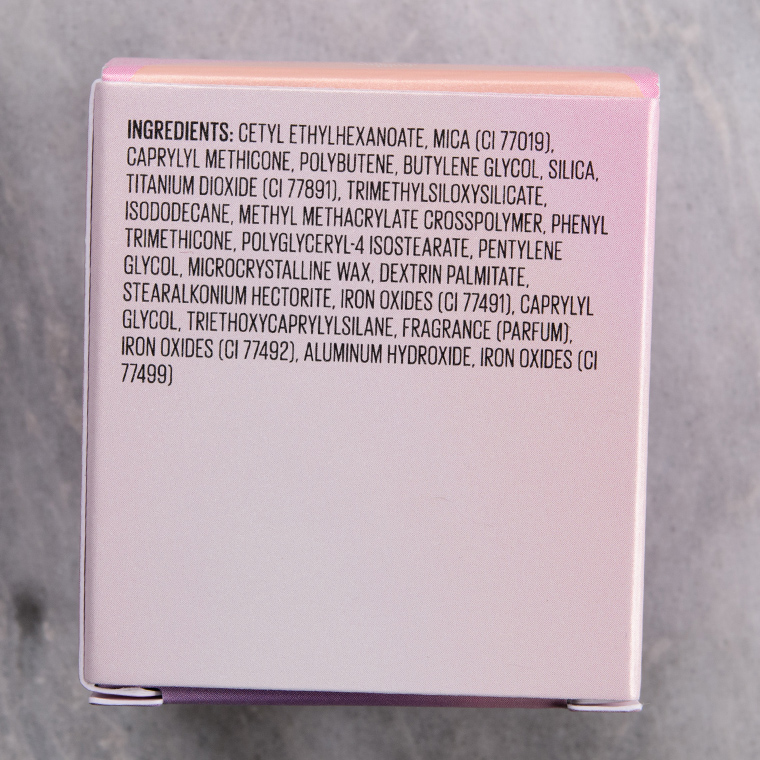 INGREDIENTS: CETYL ETHYLHEXANOATE, MICA (CI 77019),
CAPRYLYL METHICONE, POLYBUTENE, BUTYLENE GLYCOL, SILICA,
TITANIUM DIOXIDE (CI 77891), TRIMETHYLSILOXYSILICATE,
ISODODECANE, METHYL METHACRYLATE CROSSPOLYMER, PHENYL
TRIMETHICONE, POLYGLYCERYL-4 ISOSTEARATE, PENTYLENE
GLYCOL, MICROCRYSTALLINE WAX, DEXTRIN PALMITATE,
STEARALKONIUM HECTORITE, IRON OXIDES (CI 77491), CAPRYLYL
GLYCOL, TRIETHOXYCAPRYLYLSILANE, FRAGRANCE (PARFUM),
IRON OXIDES (CI 77492), ALUMINUM HYDROXIDE, IRON OXIDES (CI
77499)